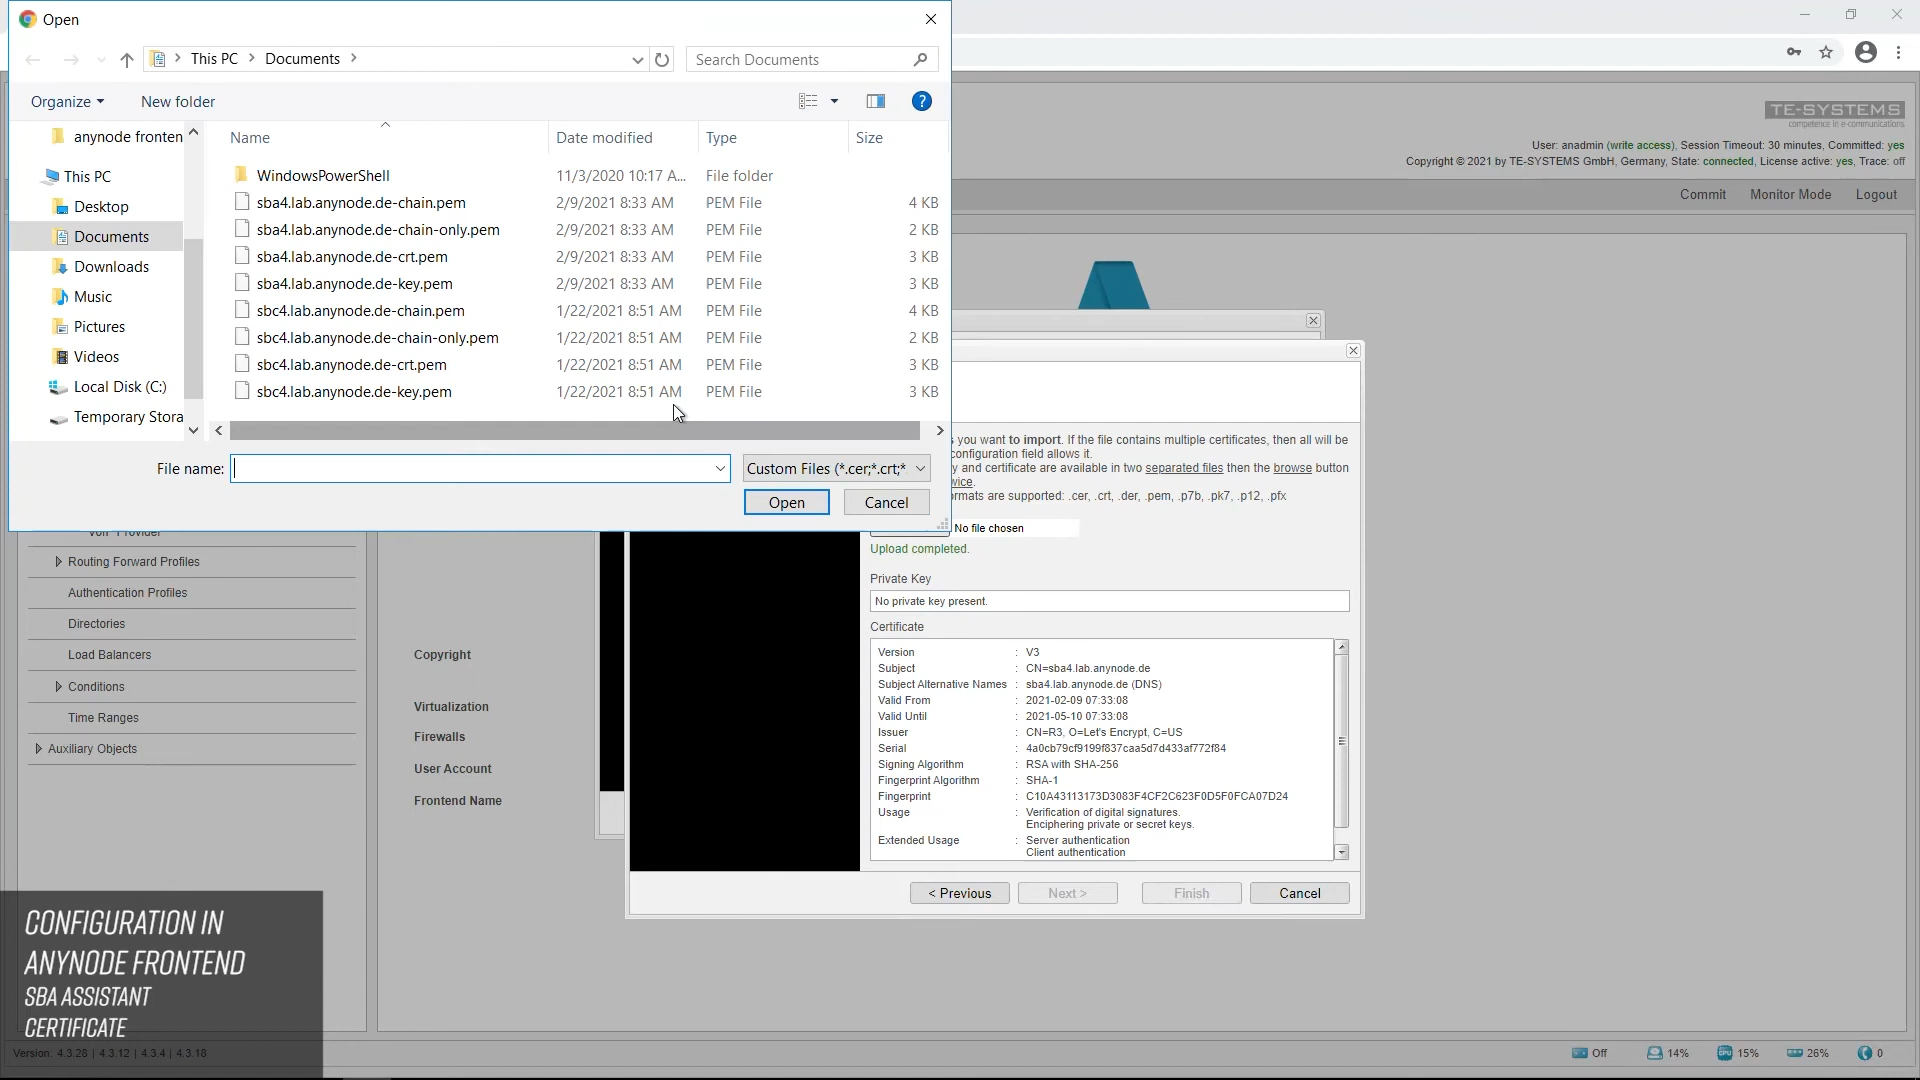 Open
This PC > Documents >
Search Documents
Organize
New folder
anynode fronten
This PC
Desktop
Documents
Downloads
Music
Pictures
Videos
Local Disk (C:)
Temporary Stora
Name Date modified Type Size
WindowsPowerShell 11/3/2020 10:17 A... File folder
sba4.lab.anynode.de-chain.pem 2/9/2021 8:33 AM PEM File 4 KB
sba4.lab.anynode.de-chain-only.pem 2/9/2021 8:33 AM PEM File 2 KB
sba4.lab.anynode.de-crt.pem 2/9/2021 8:33 AM PEM File 3 KB
sba4.lab.anynode.de-key.pem 2/9/2021 8:33 AM PEM File 3 KB
sbc4.lab.anynode.de-chain.pem 1/22/2021 8:51 AM PEM File 4 KB
sbc4.lab.anynode.de-chain-only.pem 1/22/2021 8:51 AM PEM File 2 KB
sbc4.lab.anynode.de-crt.pem 1/22/2021 8:51 AM PEM File 3 KB
sbc4.lab.anynode.de-key.pem 1/22/2021 8:51 AM PEM File 3 KB
File name:
Custom Files (*.cer;*.crt;*
Open
Cancel
TE-SYSTEMS
competence in e-communications
User: anadmin (write access), Session Timeout: 30 minutes, Committed: yes
Copyright © 2021 by TE-SYSTEMS GmbH, Germany, State: connected, License active: yes, Trace: off
Commit Monitor Mode Logout
you want to import. If the file contains multiple certificates, then all will be
configuration field allows it.
y and certificate are available in two separated files then the browse button
wice.
rmats are supported: .cer, .crt, .der, .pem, .p7b, .pk7, .p12, .pfx
No file chosen
Upload completed.
Private Key
No private key present.
Certificate
Version : V3
Subject : CN=sba4.lab.anynode.de
Subject Alternative Names : sba4.lab.anynode.de (DNS)
Valid From : 2021-02-09 07:33:08
Valid Until : 2021-05-10 07:33:08
Issuer : CN=R3, O=Let's Encrypt, C=US
Serial : 4a0cb79cf9199f837caa5d7d433af772f84
Signing Algorithm : RSA with SHA-256
Fingerprint Algorithm : SHA-1
Fingerprint : C10A43113173D3083F4CF2C623F0D5F0FCA07D24
Usage : Verification of digital signatures.
Enciphering private or secret keys.
Extended Usage : Server authentication
Client authentication
< Previous
Next >
Finish
Cancel
VoIP Provider
Routing Forward Profiles
Authentication Profiles
Directories
Load Balancers
Conditions
Time Ranges
Auxiliary Objects
Copyright
Virtualization
Firewalls
User Account
Frontend Name
CONFIGURATION IN
ANYNODE FRONTEND
SBA ASSISTANT
CERTIFICATE
Version: 4.3.28 | 4.3.12 | 4.3.4 | 4.3.18
Off 14% CPU 15% 26% 0